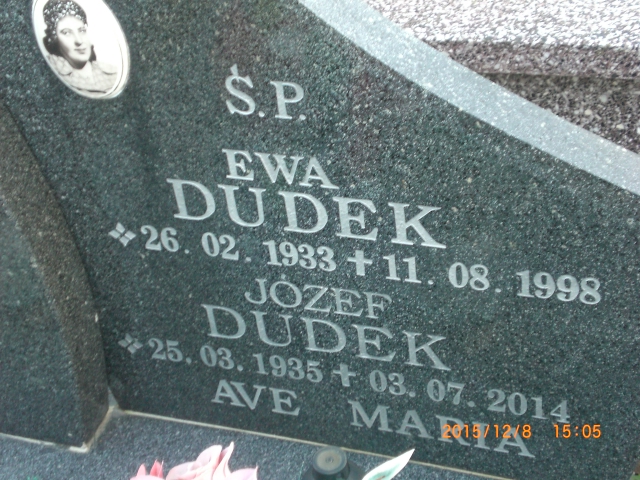 Ś.P.
EWA
DUDEK
26.02.1933 11.08.1998
JOZEF
DUDEK
25.03.1935 03.07.2014
AVE MARIA
2015/12/8 15:05